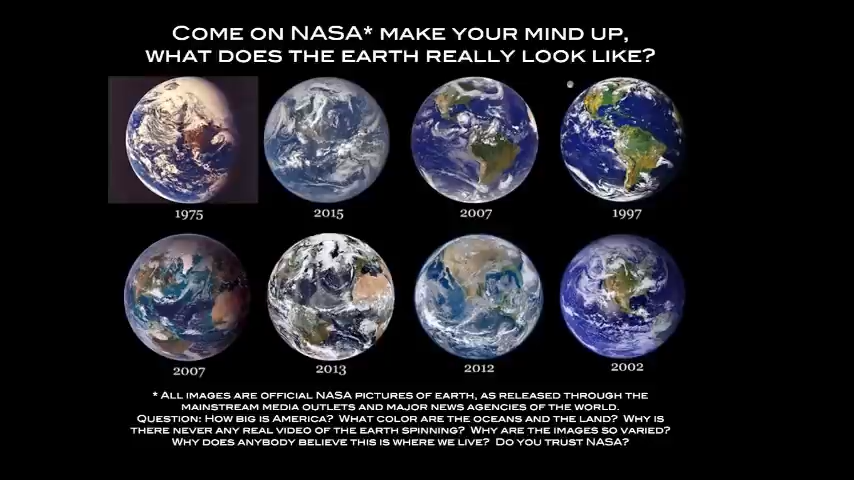 Come on NASA* make your mind up,
what does the earth really look like?
1975
2015
2007
1997
2007
2013
2012
2002
* All images are official NASA pictures of earth, as released through the
mainstream media outlets and major news agencies of the world.
Question: How big is America? What color are the oceans and the land? Why is
there never any real video of the earth spinning? Why are the images so varied?
Why does anybody believe this is where we live? Do you trust NASA?